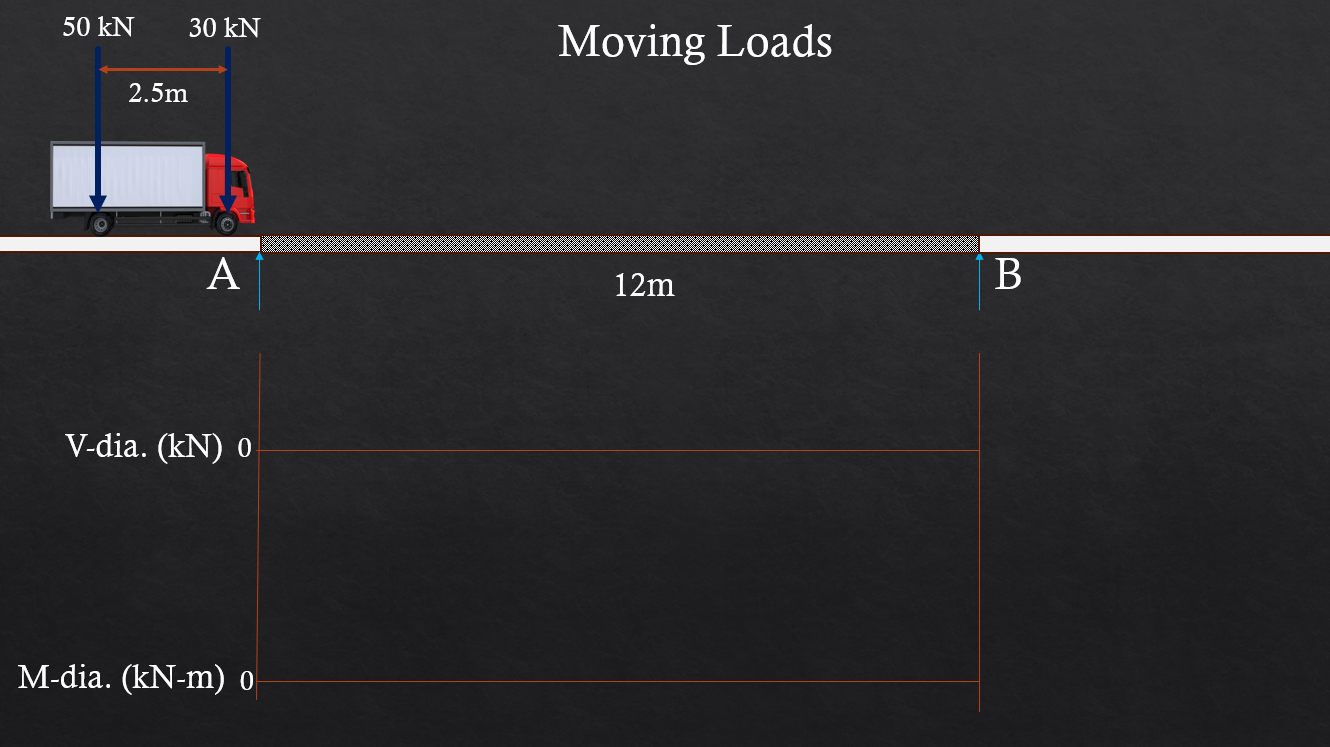 Moving Loads
50 kN
30 kN
2.5m
A
12m
B
V-dia. (kN) 0
M-dia. (kN-m) 0